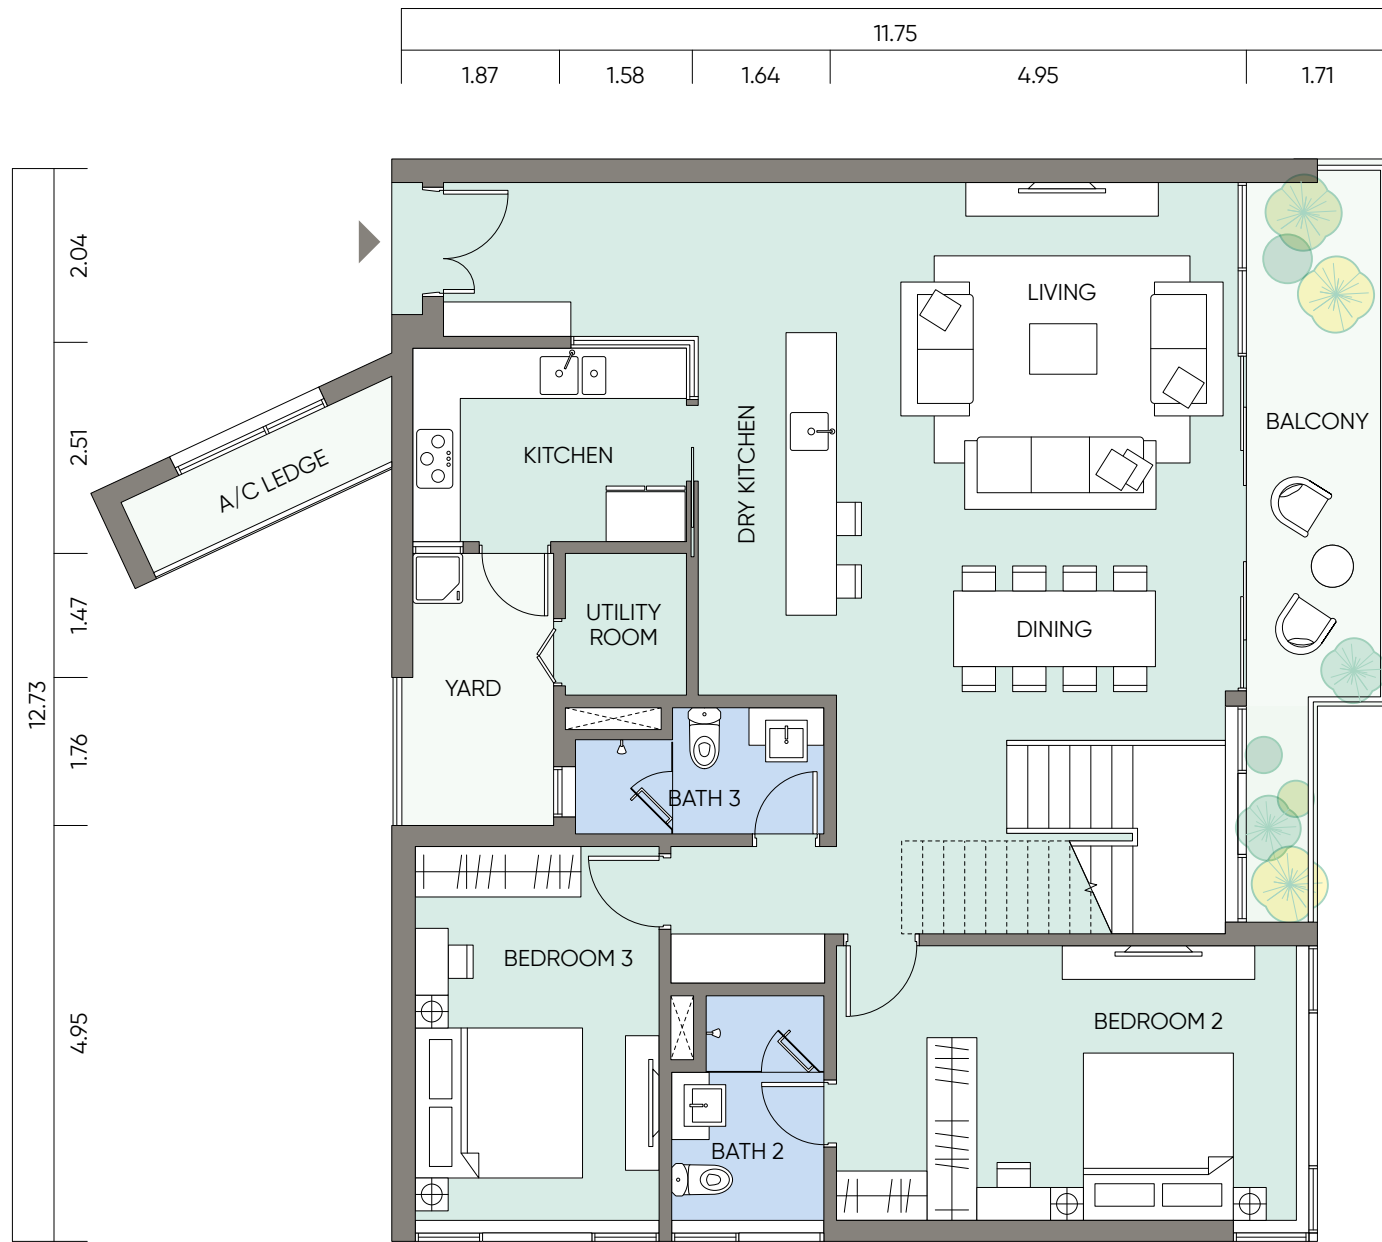 11.75
1.87
1.58
1.64
4.95
1.71
2.04
2.51
1.47
12.73
1.76
4.95
LIVING
BALCONY
A/C LEDGE
KITCHEN
DRY KITCHEN
UTILITY
ROOM
DINING
YARD
BATH 3
BEDROOM 3
BEDROOM 2
BATH 2